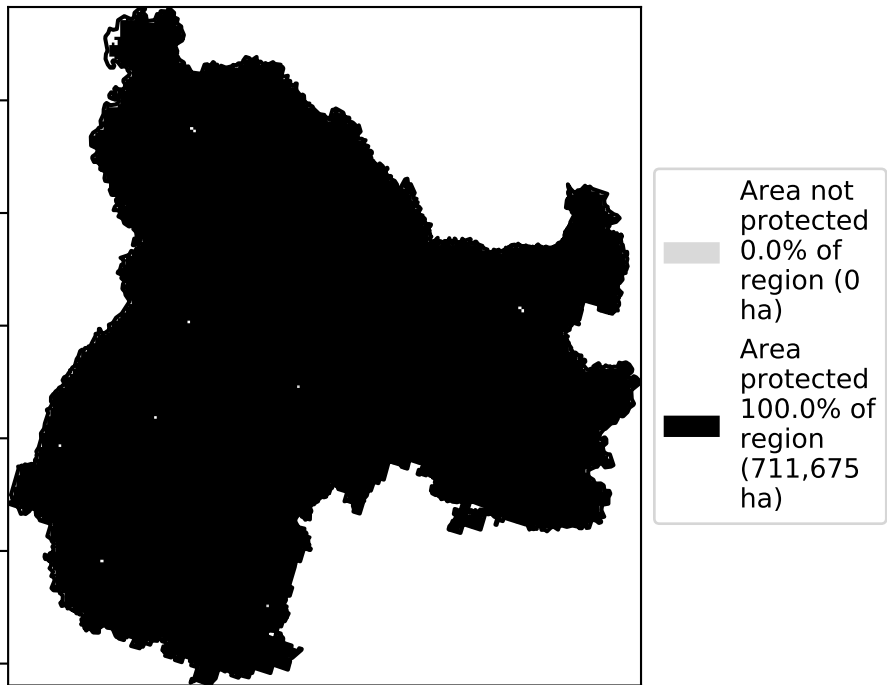 Area not
protected
0.0% of
region (0
ha)
Area
protected
100.0% of
region
(711,675
ha)